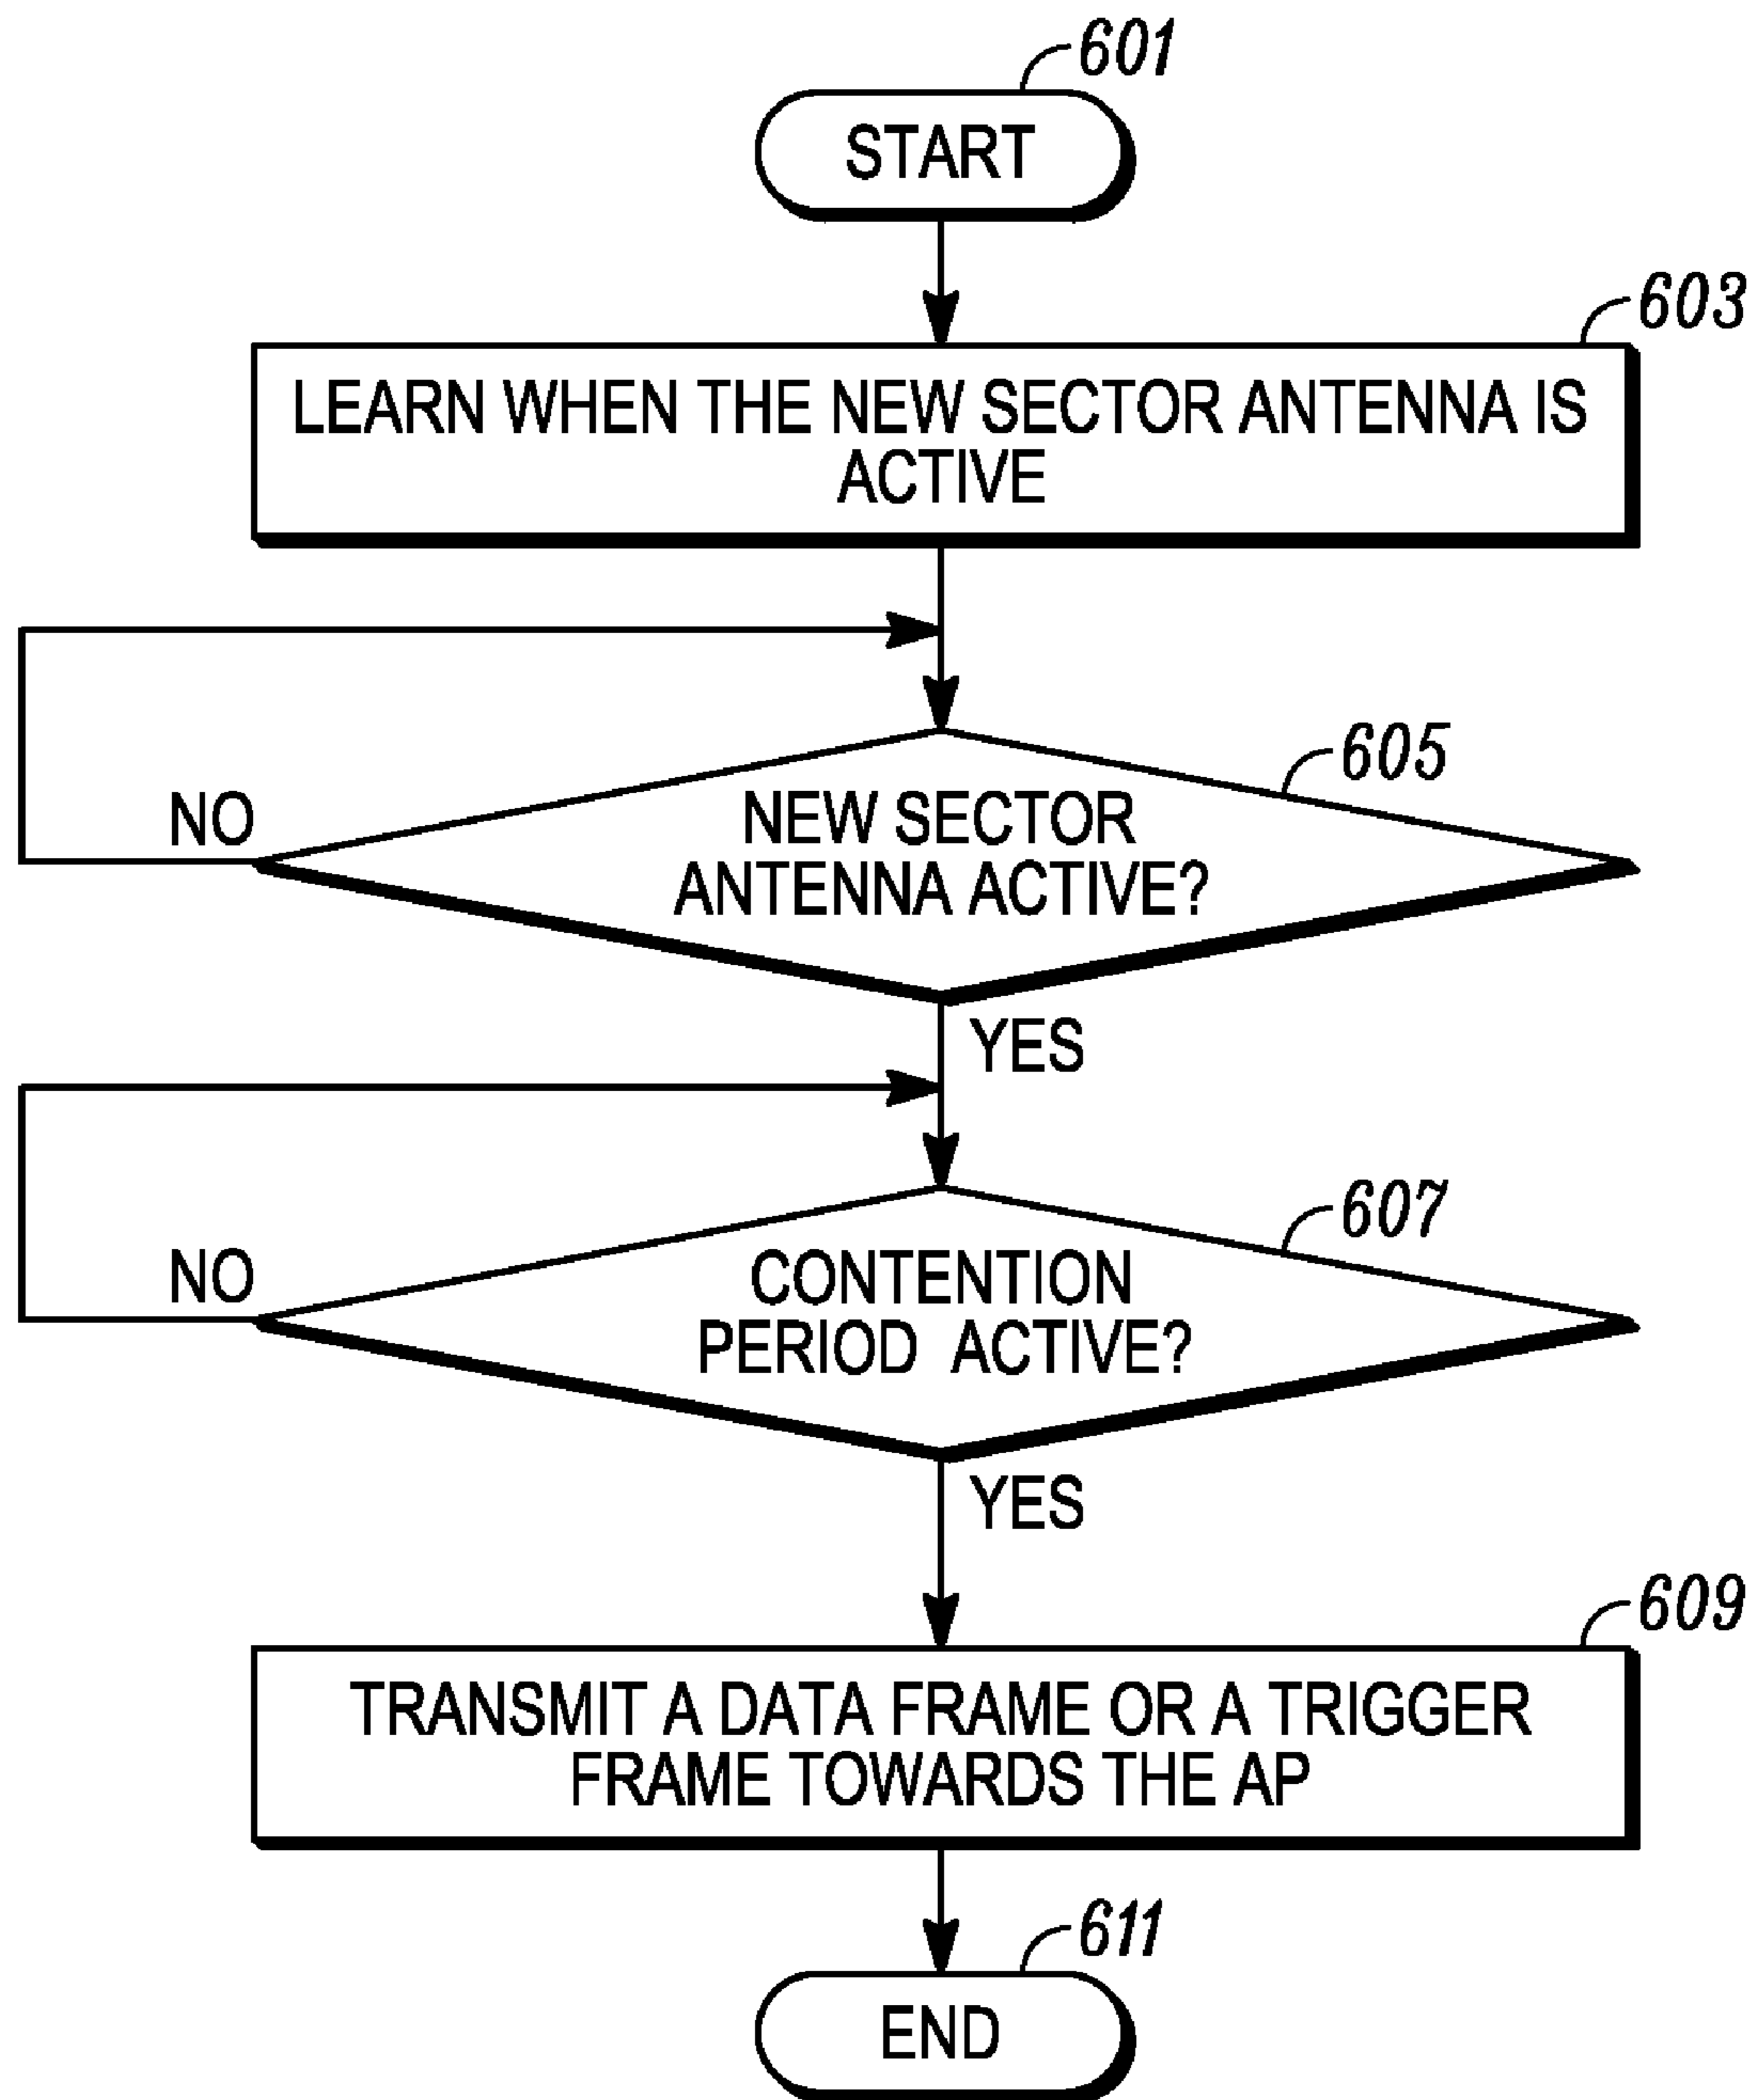 601
START
603
LEARN WHEN THE NEW SECTOR ANTENNA IS
ACTIVE
605
NO
NEW SECTOR
ANTENNA ACTIVE?
YES
607
NO
CONTENTION
PERIOD ACTIVE?
YES
609
TRANSMIT A DATA FRAME OR A TRIGGER
FRAME TOWARDS THE AP
611
END